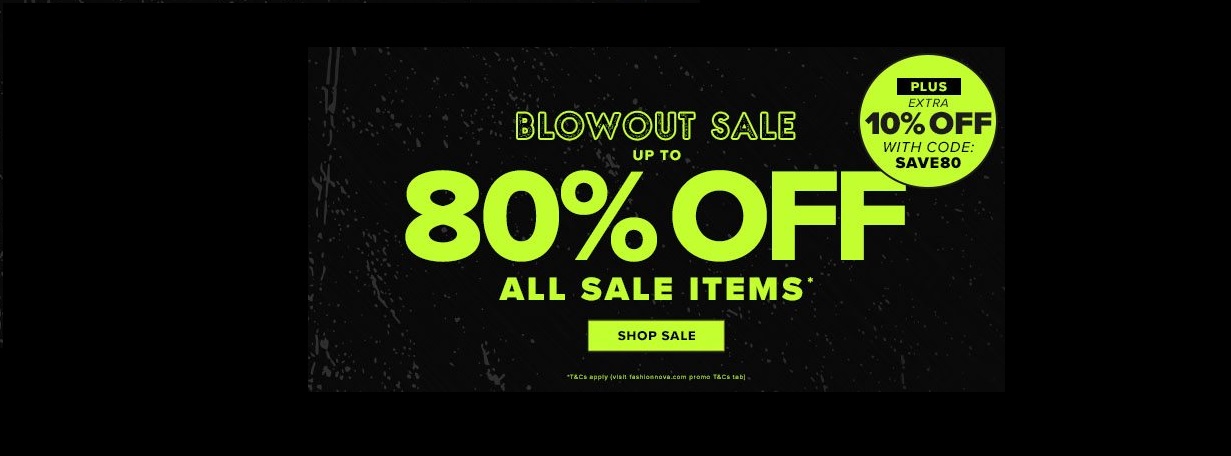 BLOWOUT SALE
UP TO
80% OFF
ALL SALE ITEMS*
SHOP SALE
*T&Cs apply (visit fashionnova.com promo T&Cs tab).
PLUS
EXTRA
10% OFF
WITH CODE:
SAVE80